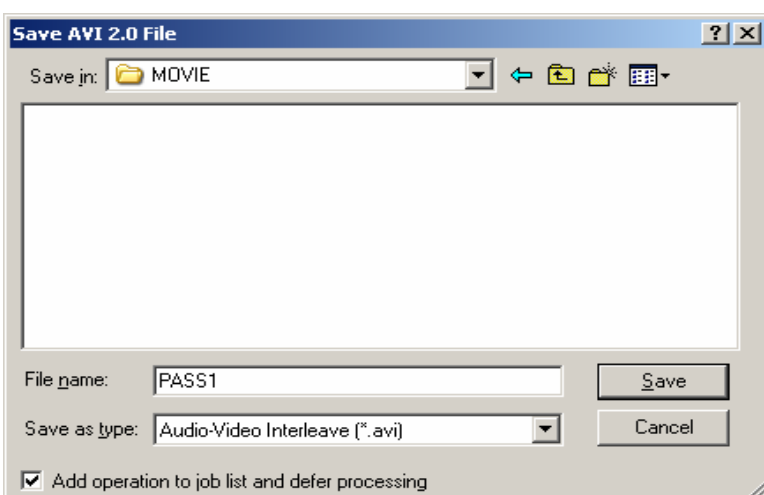 Save AVI 2.0 File
Save in: MOVIE
File name: PASS1 Save
Save as type: Audio-Video Interleave (*.avi) Cancel
Add operation to job list and defer processing